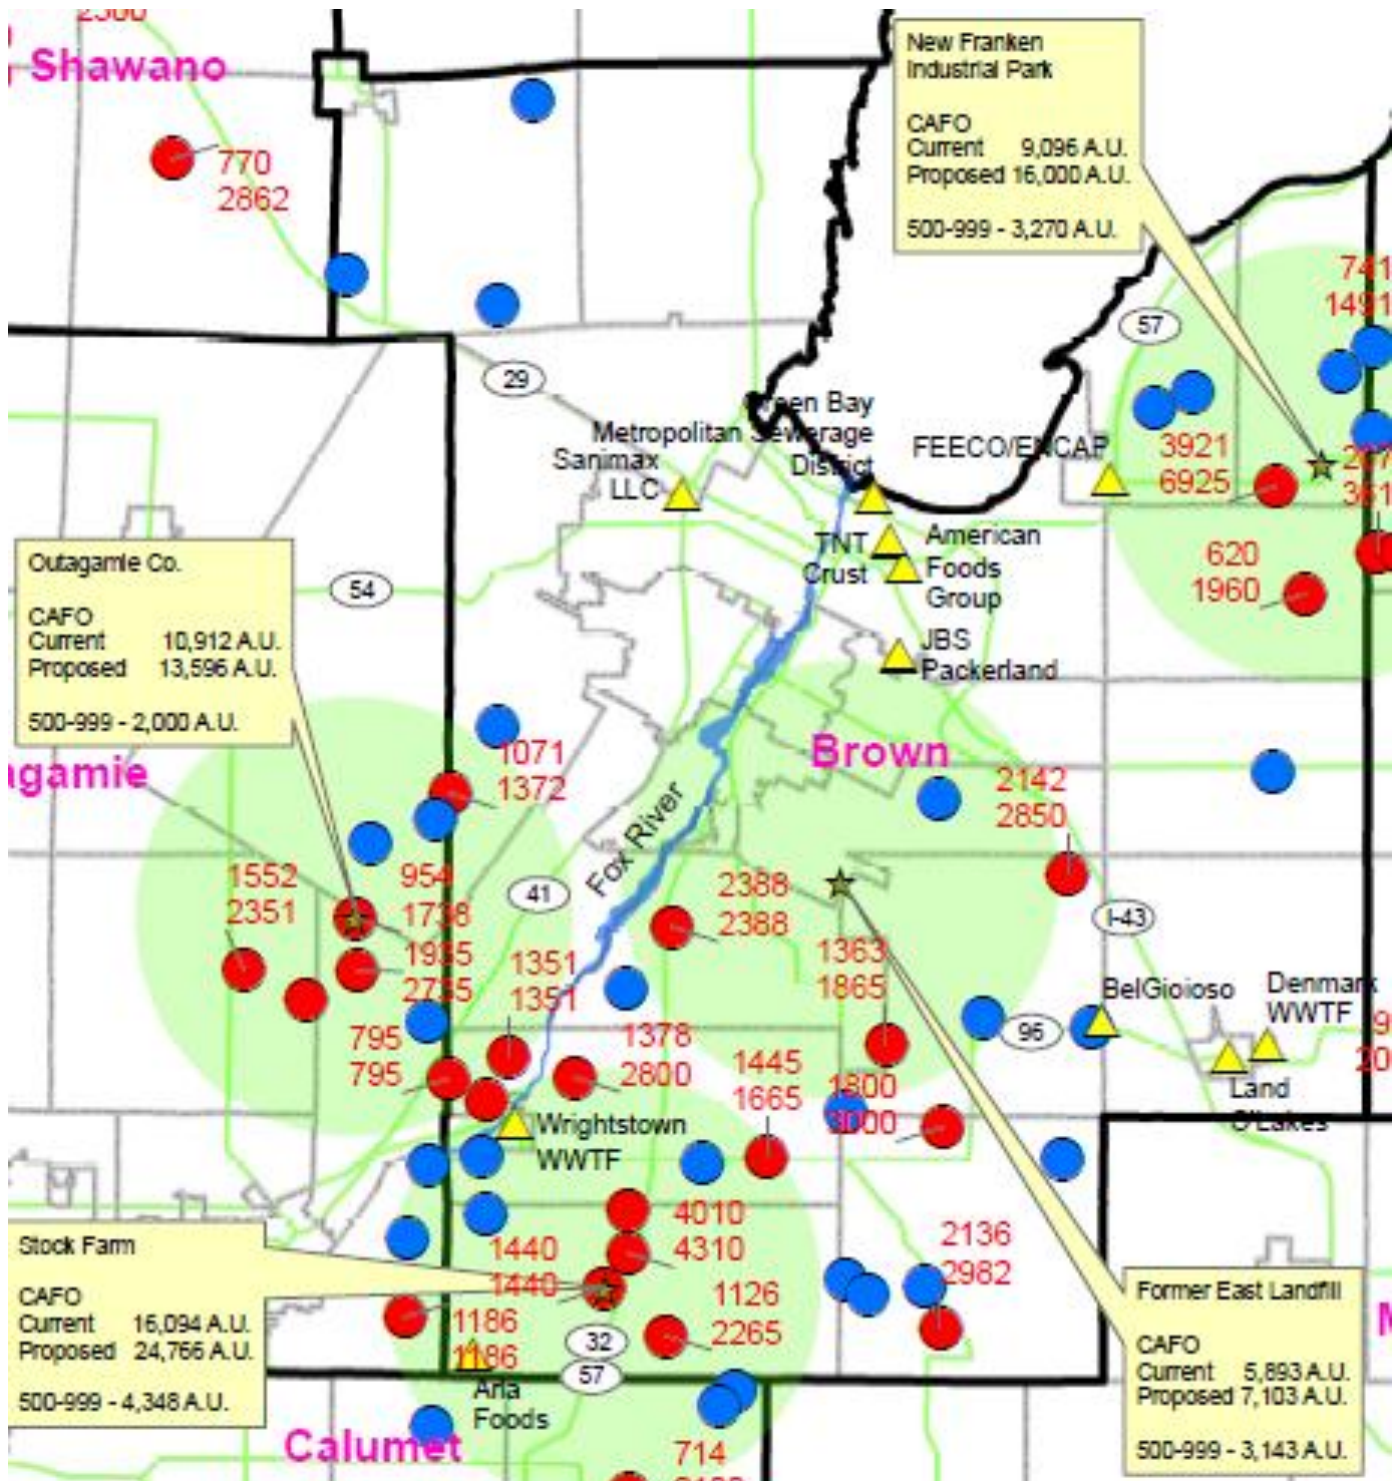 Shawano
New Franken
Industrial Park
CAFO
Current 9,096 A.U.
Proposed 16,000 A.U.
500-999 - 3,270 A.U.
770
2862
57
29
Green Bay
Metropolitan Sewerage
District
Sanimax
LLC
FEECO/ENCAP
3921
6925
TNT
Crust
American
Foods
Group
620
1960
JBS
Packerland
Outagamie Co.
CAFO
Current 10,912 A.U.
Proposed 13,596 A.U.
500-999 - 2,000 A.U.
54
agamie
Brown
1071
1372
2142
2850
Fox River
41
1552
2351
954
1738
1935
2735
2388
2388
1363
1865
I-43
1351
1351
BelGioioso
Denmark
WWTF
96
795
795
1378
2800
1445
1665
1800
3000
Land
O'Lakes
Wrightstown
WWTF
4010
4310
1440
1440
2136
2982
1126
2265
1186
1186
32
57
Arla
Foods
Stock Farm
CAFO
Current 16,094 A.U.
Proposed 24,766 A.U.
500-999 - 4,348 A.U.
Former East Landfill
CAFO
Current 5,893 A.U.
Proposed 7,103 A.U.
500-999 - 3,143 A.U.
Calumet
714